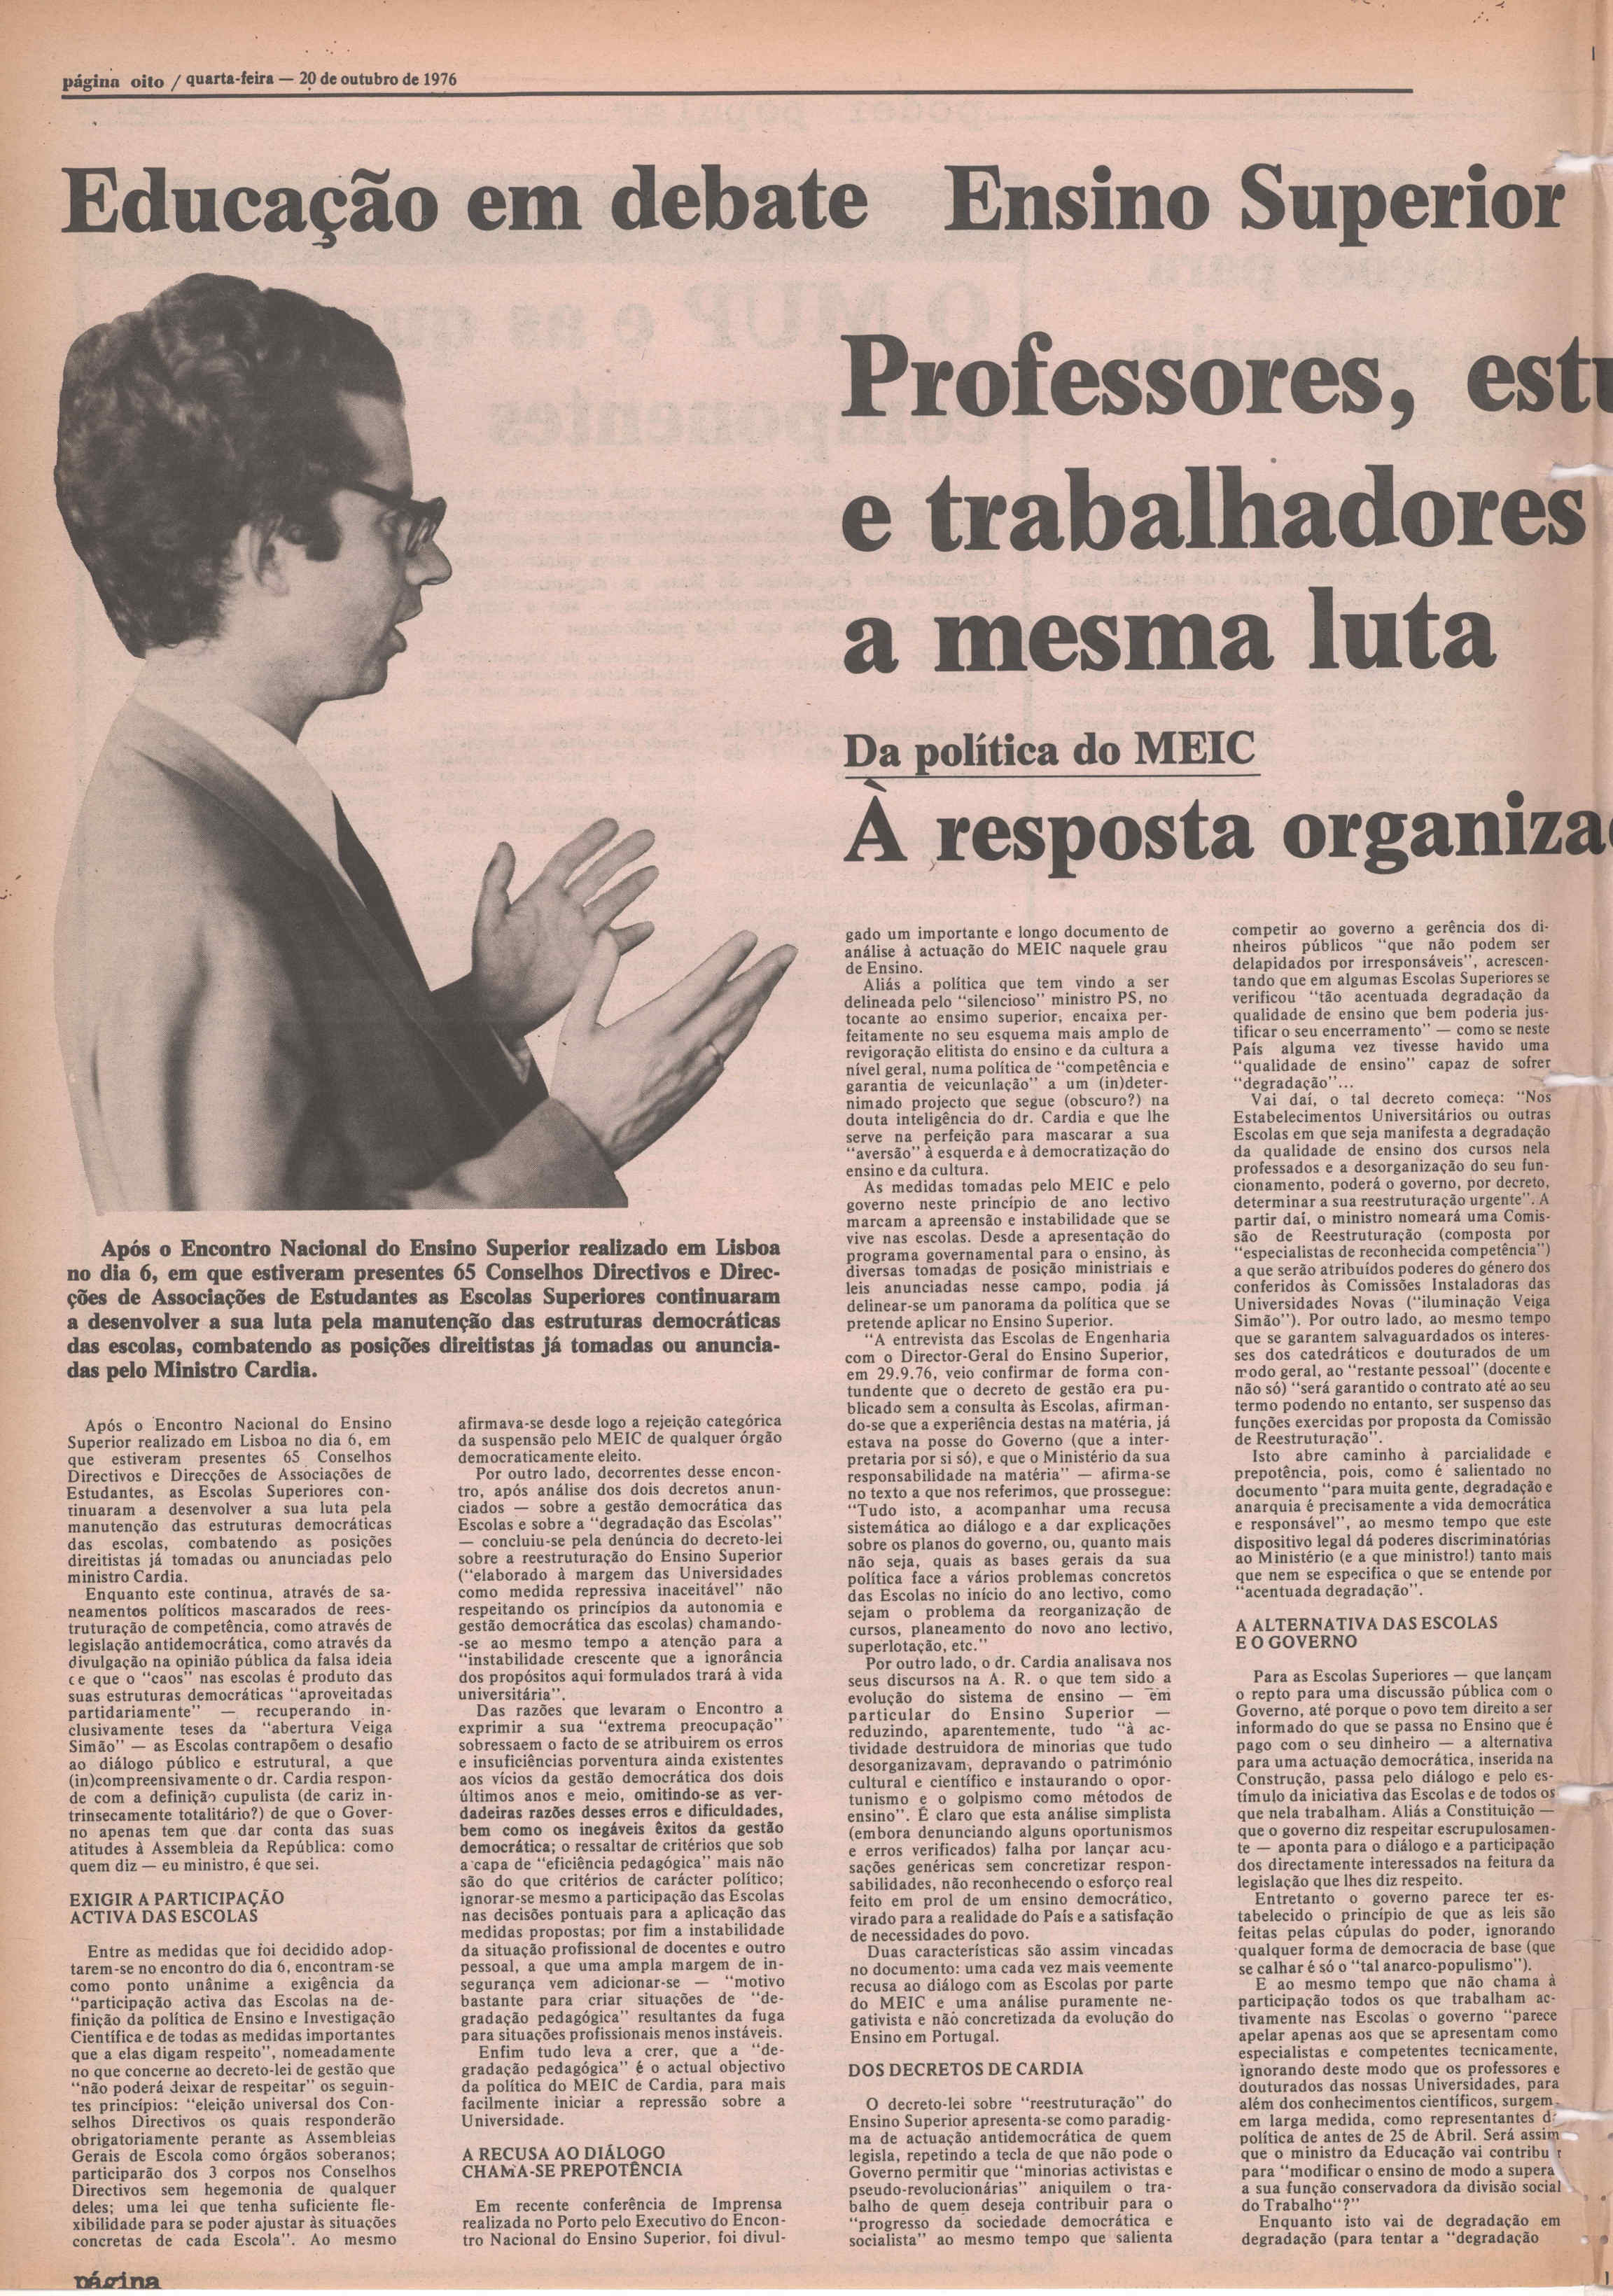 página oito / quarta-feira — 20 de outubro de 1976
Educação em debate Ensino Superior
Professores,
e trabalhadores
a mesma luta
Da política do MEIC
À resposta
Após o Encontro Nacional do Ensino Superior realizado em Lisboa
no dia 6, em que estiveram presentes 65 Conselhos Directivos e Direc-
ções de Associações de Estudantes as Escolas Superiores continuaram
a desenvolver a sua luta pela manutenção das estruturas democráticas
das escolas, combatendo as posições direitistas já tomadas ou anuncia-
das pelo Ministro Cardia.
Após o Encontro Nacional do Ensino
Superior realizado em Lisboa no dia 6, em
que estiveram presentes 65 Conselhos
Directivos e Direcções de Associações de
Estudantes, as Escolas Superiores con-
tinuaram a desenvolver a sua luta pela
manutenção das estruturas democráticas
das escolas, combatendo as posições
direitistas já tomadas ou anunciadas pelo
ministro Cardia.
Enquanto este continua, através de sa-
neamentos políticos mascarados de rees-
truturação de competência, como através de
legislação antidemocrática, como através da
divulgação na opinião pública da falsa ideia
de que o "caos" nas escolas é produto das
suas estruturas democráticas "aproveitadas
partidariamente" — recuperando in-
clusivamente teses da "abertura Veiga
Simão" — as Escolas contrapõem o desafio
ao diálogo público e estrutural, a que
(in)compreensivamente o dr. Cardia respon-
de com a definição cupulista (de cariz in-
trinsecamente totalitário?) de que o Gover-
no apenas tem que dar conta das suas
atitudes à Assembleia da República: como
quem diz — eu ministro, é que sei.
EXIGIR A PARTICIPAÇÃO
ACTIVA DAS ESCOLAS
Entre as medidas que foi decidido adop-
tarem-se no encontro do dia 6, encontram-se
como ponto unânime a exigência da
"participação activa das Escolas na de-
finição da política de Ensino e Investigação
Científica e de todas as medidas importantes
que a elas digam respeito", nomeadamente
no que concerne ao decreto-lei de gestão que
"não poderá deixar de respeitar" os seguin-
tes princípios: "eleição universal dos Con-
selhos Directivos os quais responderão
obrigatoriamente perante as Assembleias
Gerais de Escola como órgãos soberanos;
participarão dos 3 corpos nos Conselhos
Directivos sem hegemonia de qualquer
deles; uma lei que tenha suficiente fle-
xibilidade para se poder ajustar às situações
concretas de cada Escola". Ao mesmo
afirmava-se desde logo a rejeição categórica
da suspensão pelo MEIC de qualquer órgão
democraticamente eleito.
Por outro lado, decorrentes desse encon-
tro, após análise dos dois decretos anun-
ciados — sobre a gestão democrática das
Escolas e sobre a "degradação das Escolas"
— concluiu-se pela denúncia do decreto-lei
sobre a reestruturação do Ensino Superior
("elaborado à margem das Universidades
como medida repressiva inaceitável" não
respeitando os princípios da autonomia e
gestão democrática das escolas) chamando-
-se ao mesmo tempo a atenção para a
"instabilidade crescente que a ignorância
dos propósitos aqui formulados trará à vida
universitária".
Das razões que levaram o Encontro a
exprimir a sua "extrema preocupação"
sobressaem o facto de se atribuirem os erros
e insuficiências porventura ainda existentes
aos vícios da gestão democrática dos dois
últimos anos e meio, omitindo-se as ver-
dadeiras razões desses erros e dificuldades,
bem como os inegáveis êxitos da gestão
democrática; o ressaltar de critérios que sob
a capa de "eficiência pedagógica" mais não
são do que critérios de carácter político;
ignorar-se mesmo a participação das Escolas
nas decisões pontuais para a aplicação das
medidas propostas; por fim a instabilidade
da situação profissional de docentes e outro
pessoal, a que uma ampla margem de in-
segurança vem adicionar-se — "motivo
bastante para criar situações de "de-
gradação pedagógica" resultantes da fuga
para situações profissionais menos instáveis.
Enfim tudo leva a crer, que a "de-
gradação pedagógica" é o actual objectivo
da política do MEIC de Cardia, para mais
facilmente iniciar a repressão sobre a
Universidade.
A RECUSA AO DIÁLOGO
CHAMA-SE PREPOTÊNCIA
Em recente conferência de Imprensa
realizada no Porto pelo Executivo do Encon-
tro Nacional do Ensino Superior, foi divul-
gado um importante e longo documento de
análise à actuação do MEIC naquele grau
de Ensino.
Aliás a política que tem vindo a ser
delineada pelo "silencioso" ministro PS, no
tocante ao ensimo superior, encaixa per-
feitamente no seu esquema mais amplo de
revigoração elitista do ensino e da cultura a
nível geral, numa política de "competência e
garantia de veicunlação" a um (in)deter-
nimado projecto que segue (obscuro?) na
douta inteligência do dr. Cardia e que lhe
serve na perfeição para mascarar a sua
"aversão" à esquerda e à democratização do
ensino e da cultura.
As medidas tomadas pelo MEIC e pelo
governo neste princípio de ano lectivo
marcam a apreensão e instabilidade que se
vive nas escolas. Desde a apresentação do
programa governamental para o ensino, às
diversas tomadas de posição ministriais e
leis anunciadas nesse campo, podia já
delinear-se um panorama da política que se
pretende aplicar no Ensino Superior.
"A entrevista das Escolas de Engenharia
com o Director-Geral do Ensino Superior,
em 29.9.76, veio confirmar de forma con-
tundente que o decreto de gestão era pu-
blicado sem a consulta às Escolas, afirman-
do-se que a experiência destas na matéria, já
estava na posse do Governo (que a inter-
pretaria por si só), e que o Ministério da sua
responsabilidade na matéria" — afirma-se
no texto a que nos referimos, que prossegue:
"Tudo isto, a acompanhar uma recusa
sistemática ao diálogo e a dar explicações
sobre os planos do governo, ou, quanto mais
não seja, quais as bases gerais da sua
política face a vários problemas concretos
das Escolas no início do ano lectivo, como
sejam o problema da reorganização de
cursos, planeamento do novo ano lectivo,
superlotação, etc."
Por outro lado, o dr. Cardia analisava nos
seus discursos na A. R. o que tem sido a
evolução do sistema de ensino — em
particular do Ensino Superior —
reduzindo, aparentemente, tudo "à ac-
tividade destruidora de minorias que tudo
desorganizavam, depravando o património
cultural e científico e instaurando o opor-
tunismo e o golpismo como métodos de
ensino". É claro que esta análise simplista
(embora denunciando alguns oportunismos
e erros verificados) falha por lançar acu-
sações genéricas sem concretizar respon-
sabilidades, não reconhecendo o esforço real
feito em prol de um ensino democrático,
virado para a realidade do País e a satisfação
de necessidades do povo.
Duas características são assim vincadas
no documento: uma cada vez mais veemente
recusa ao diálogo com as Escolas por parte
do MEIC e uma análise puramente ne-
gativista e não concretizada da evolução do
Ensino em Portugal.
DOS DECRETOS DE CARDIA
O decreto-lei sobre "reestruturação" do
Ensino Superior apresenta-se como paradig-
ma de actuação antidemocrática de quem
legisla, repetindo a tecla de que não pode o
Governo permitir que "minorias activistas e
pseudo-revolucionárias" aniquilem o tra-
balho de quem deseja contribuir para o
"progresso da sociedade democrática e
socialista" ao mesmo tempo que salienta
competir ao governo a gerência dos di-
nheiros públicos "que não podem ser
delapidados por irresponsáveis", acrescen-
tando que em algumas Escolas Superiores se
verificou "tão acentuada degradação da
qualidade de ensino que bem poderia jus-
tificar o seu encerramento" — como se neste
País alguma vez tivesse havido uma
"qualidade de ensino" capaz de sofrer
"degradação"...
Vai daí, o tal decreto começa: "Nos
Estabelecimentos Universitários ou outras
Escolas em que seja manifesta a degradação
da qualidade de ensino dos cursos nela
professados e a desorganização do seu fun-
cionamento, poderá o governo, por decreto,
determinar a sua reestruturação urgente". A
partir daí, o ministro nomeará uma Comis-
são de Reestruturação (composta por
"especialistas de reconhecida competência")
a que serão atribuídos poderes do género dos
conferidos às Comissões Instaladoras das
Universidades Novas ("iluminação Veiga
Simão"). Por outro lado, ao mesmo tempo
que se garantem salvaguardados os interes-
ses dos catedráticos e douturados de um
modo geral, ao "restante pessoal" (docente e
não só) "será garantido o contrato até ao seu
termo podendo no entanto, ser suspenso das
funções exercidas por proposta da Comissão
de Reestruturação".
Isto abre caminho à parcialidade e
prepotência, pois, como é salientado no
documento "para muita gente, degradação e
anarquia é precisamente a vida democrática
e responsável", ao mesmo tempo que este
dispositivo legal dá poderes discriminatórias
ao Ministério (e a que ministro!) tanto mais
que nem se especifica o que se entende por
"acentuada degradação".
A ALTERNATIVA DAS ESCOLAS
E O GOVERNO
Para as Escolas Superiores — que lançam
o repto para uma discussão pública com o
Governo, até porque o povo tem direito a ser
informado do que se passa no Ensino que é
pago com o seu dinheiro — a alternativa
para uma actuação democrática, inserida na
Construção, passa pelo diálogo e pelo es-
tímulo da iniciativa das Escolas e de todos os
que nela trabalham. Aliás a Constituição —
que o governo diz respeitar escrupulosamen-
te — aponta para o diálogo e a participação
dos directamente interessados na feitura da
legislação que lhes diz respeito.
Entretanto o governo parece ter es-
tabelecido o princípio de que as leis são
feitas pelas cúpulas do poder, ignorando
qualquer forma de democracia de base (que
se calhar é só o "tal anarco-populismo").
E ao mesmo tempo que não chama à
participação todos os que trabalham ac-
tivamente nas Escolas o governo "parece
apelar apenas aos que se apresentam como
especialistas e competentes tecnicamente,
ignorando deste modo que os professores e
douturados das nossas Universidades, para
além dos conhecimentos científicos, surgem,
em larga medida, como representantes d
política de antes de 25 de Abril. Será assim
que o ministro da Educação vai contribu
para "modificar o ensino de modo a supera
a sua função conservadora da divisão social
do Trabalho"?"
Enquanto isto vai de degradação em
degradação (para tentar a "degradação
página